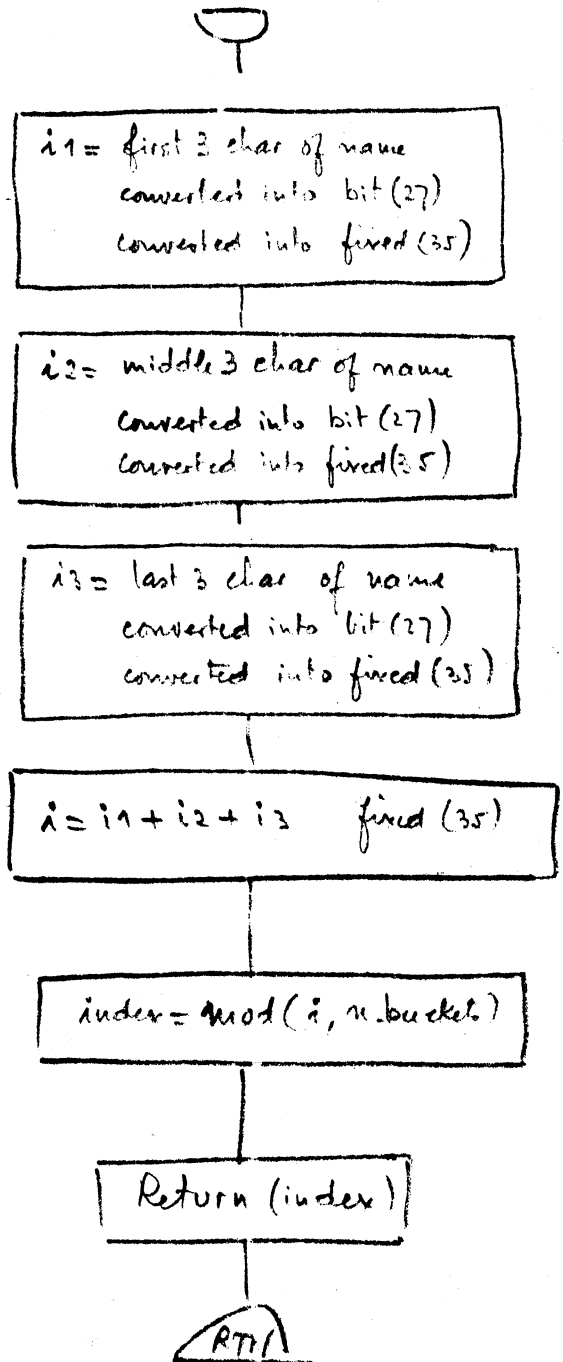 i1 = first 3 char of name
converted into bit (27)
converted into fixed (35)
i2 = middle 3 char of name
converted into bit (27)
converted into fixed (35)
i3 = last 3 char of name
converted into bit (27)
converted into fixed (35)
i = i1 + i2 + i3 fixed (35)
index = mod (i, n_buckets)
Return (index)